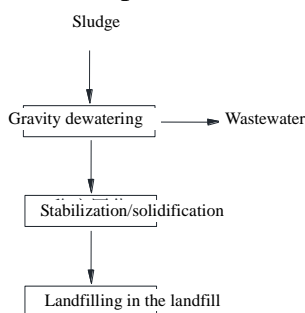 Sludge
Gravity dewatering
Wastewater
Stabilization/solidification
Landfilling in the landfill